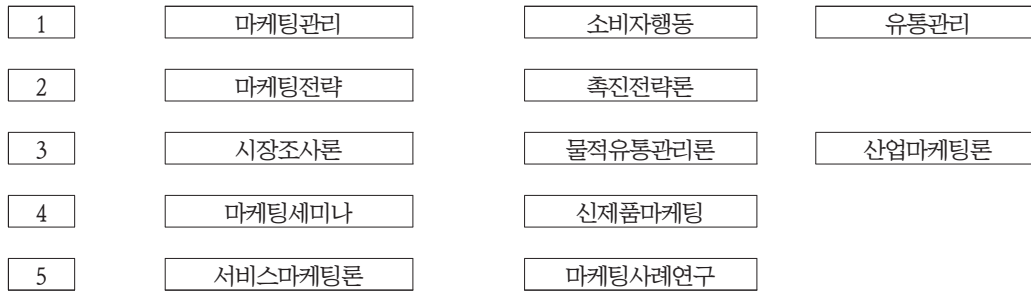 1 마케팅관리 소비자행동 유통관리
2 마케팅전략 촉진전략론
3 시장조사론 물적유통관리론 산업마케팅론
4 마케팅세미나 신제품마케팅
5 서비스마케팅론 마케팅사례연구